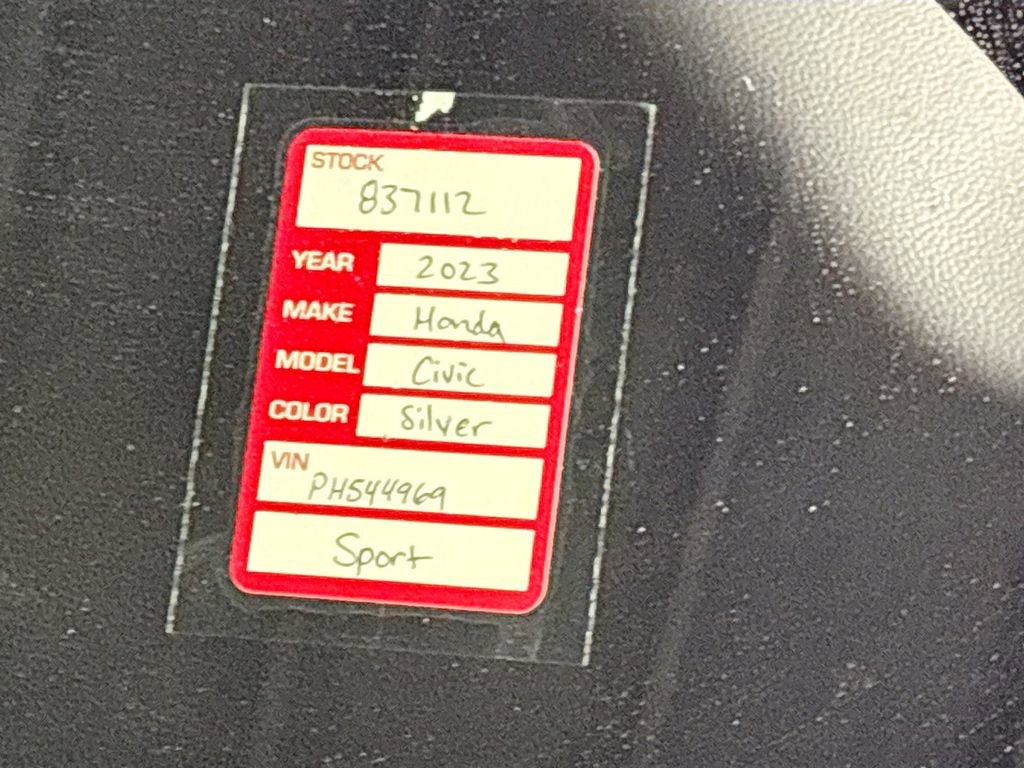 STOCK
837112
YEAR 2023
MAKE Honda
MODEL Civic
COLOR Silver
VIN
PH544969
Sport